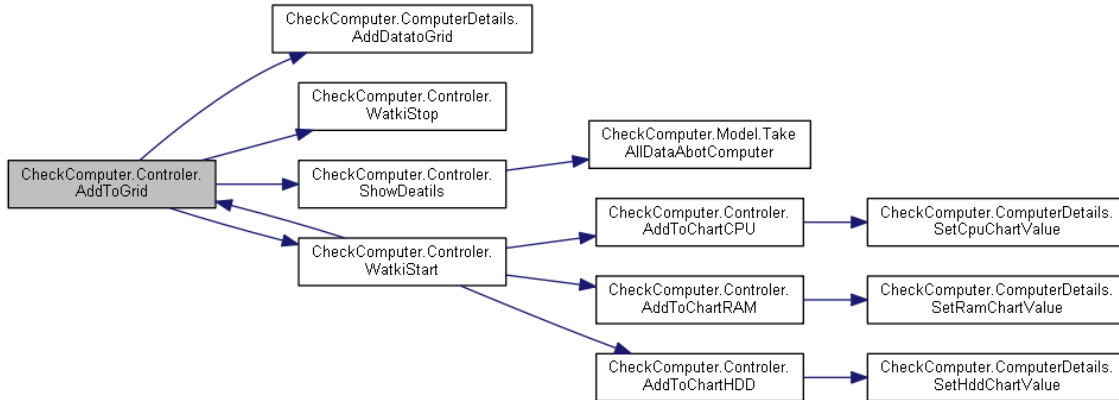 CheckComputer.ComputerDetails.
AddDatatoGrid
CheckComputer.Controler.
WatkiStop
CheckComputer.Model.Take
AllDataAbotComputer
CheckComputer.Controler.
AddToGrid
CheckComputer.Controler.
ShowDeatils
CheckComputer.Controler.
AddToChartCPU
CheckComputer.ComputerDetails.
SetCpuChartValue
CheckComputer.Controler.
WatkiStart
CheckComputer.Controler.
AddToChartRAM
CheckComputer.ComputerDetails.
SetRamChartValue
CheckComputer.Controler.
AddToChartHDD
CheckComputer.ComputerDetails.
SetHddChartValue